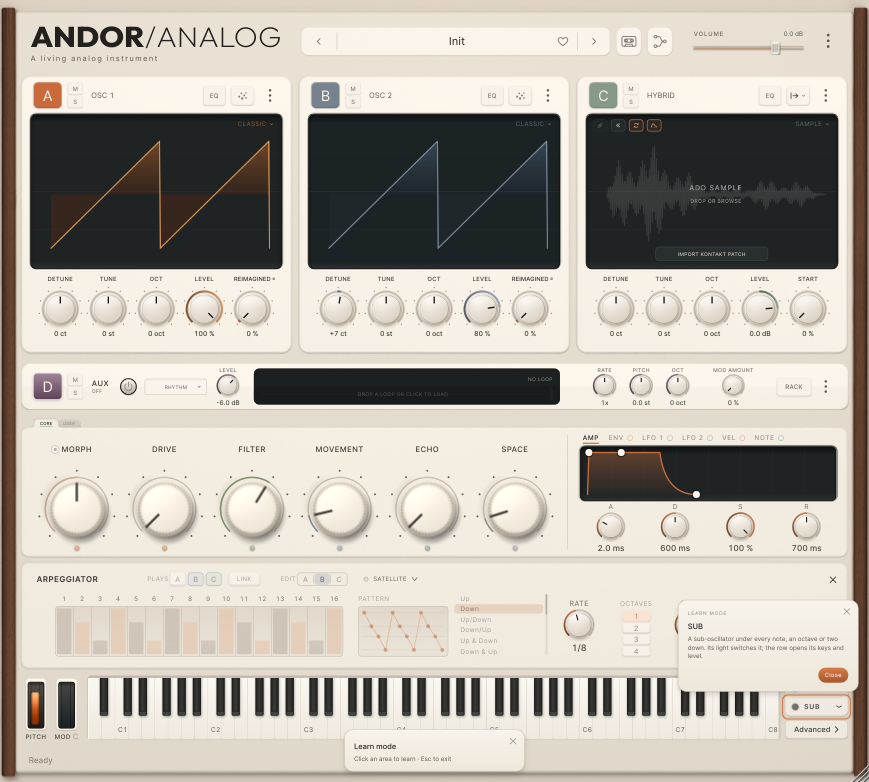 ANDOR/ANALOG
A living analog instrument
Init
VOLUME 0.0 dB
A M S OSC 1 EQ
CLASSIC
DETUNE TUNE OCT LEVEL REIMAGINED
0 ct 0 st 0 oct 100 % 0 %
B M S OSC 2 EQ
CLASSIC
DETUNE TUNE OCT LEVEL REIMAGINED
+7 ct 0 st 0 oct 80 % 0 %
C M S HYBRID EQ
SAMPLE
ADD SAMPLE
DROP OR BROWSE
IMPORT KONTAKT PATCH
DETUNE TUNE OCT LEVEL START
0 ct 0 st 0 oct 0.0 dB 0 %
D M S AUX OFF
RHYTHM
LEVEL
-6.0 dB
NO LOOP
DROP A LOOP OR CLICK TO LOAD
RATE PITCH OCT MOD AMOUNT
1x 0.0 st 0 oct 0 %
RACK
CORE
MORPH DRIVE FILTER MOVEMENT ECHO SPACE
AMP ENV LFO 1 LFO 2 VEL NOTE
A D S R
2.0 ms 600 ms 100 % 700 ms
ARPEGGIATOR PLAYS A B C LINK EDIT A B C SATELLITE
1 2 3 4 5 6 7 8 9 10 11 12 13 14 15 16
PATTERN
Up
Down
Up/Down
Down/Up
Up & Down
Down & Up
RATE
1/8
OCTAVES
1
2
3
4
LEARN MODE
SUB
A sub-oscillator under every note, an octave or two
down. Its light switches it; the row opens its keys and
level.
Close
PITCH MOD C
C1 C2 C3 C4 C5 C6 C7 C8
SUB
Advanced
Learn mode
Click an area to learn · Esc to exit
Ready